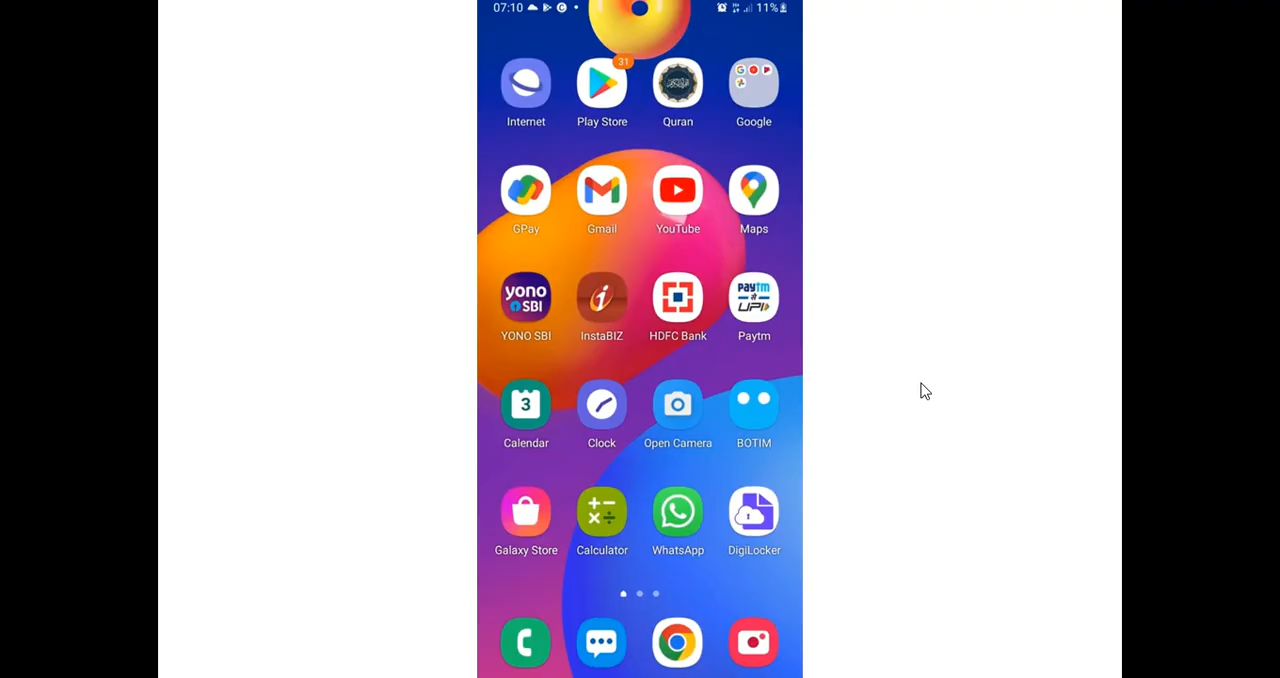 07:10 11%
31
Internet Play Store Quran Google
GPay Gmail YouTube Maps
yono SBI Paytm UPI
YONO SBI InstaBIZ HDFC Bank Paytm
3
Calendar Clock Open Camera BOTIM
Galaxy Store Calculator WhatsApp DigiLocker